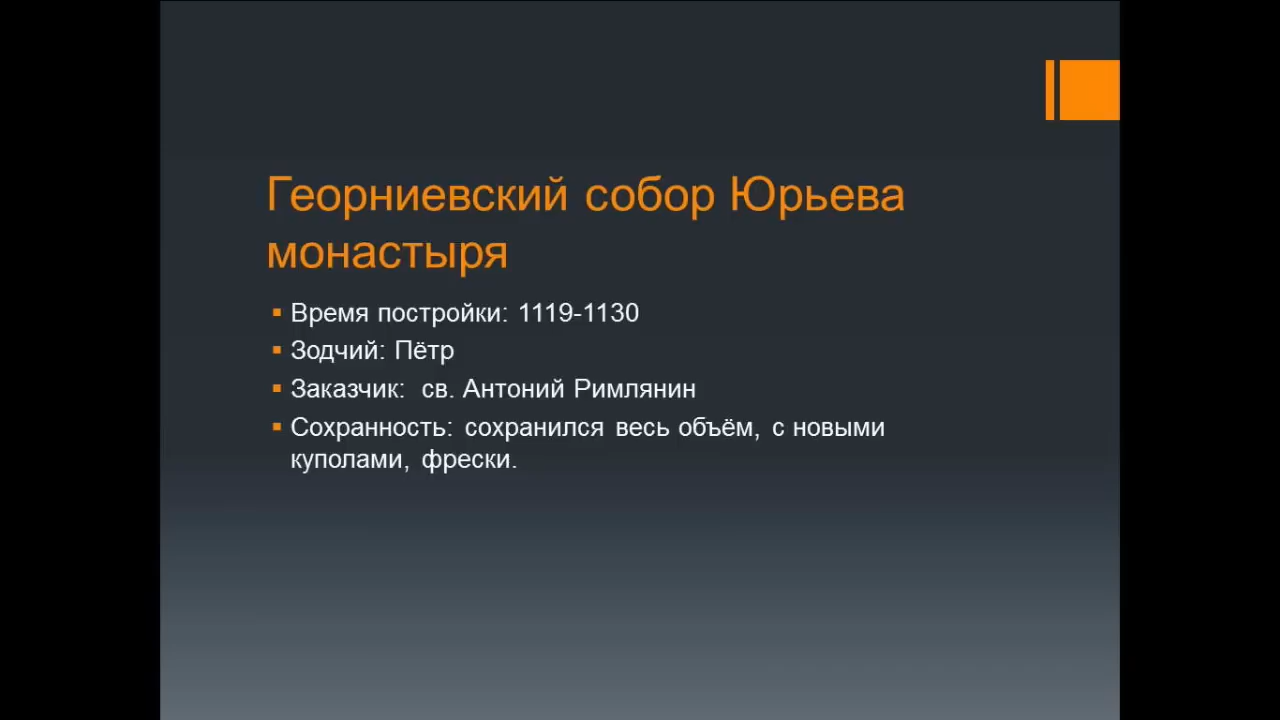 Георниевский собор Юрьева
монастыря
Время постройки: 1119-1130
Зодчий: Пётр
Заказчик: св. Антоний Римлянин
Сохранность: сохранился весь объём, с новыми
куполами, фрески.